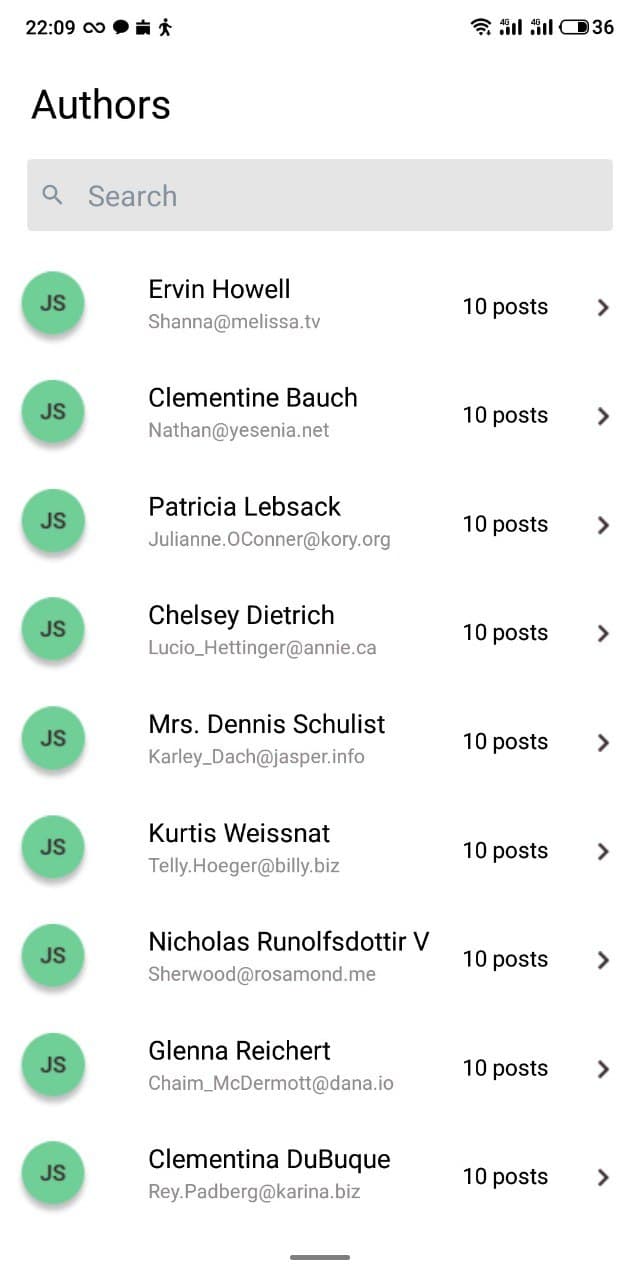 22:09 4G 4G 36
Authors
Search
JS Ervin Howell 10 posts
Shanna@melissa.tv
JS Clementine Bauch 10 posts
Nathan@yesenia.net
JS Patricia Lebsack 10 posts
Julianne.OConner@kory.org
JS Chelsey Dietrich 10 posts
Lucio_Hettinger@annie.ca
JS Mrs. Dennis Schulist 10 posts
Karley_Dach@jasper.info
JS Kurtis Weissnat 10 posts
Telly.Hoeger@billy.biz
JS Nicholas Runolfsdottir V 10 posts
Sherwood@rosamond.me
JS Glenna Reichert 10 posts
Chaim_McDermott@dana.io
JS Clementina DuBuque 10 posts
Rey.Padberg@karina.biz